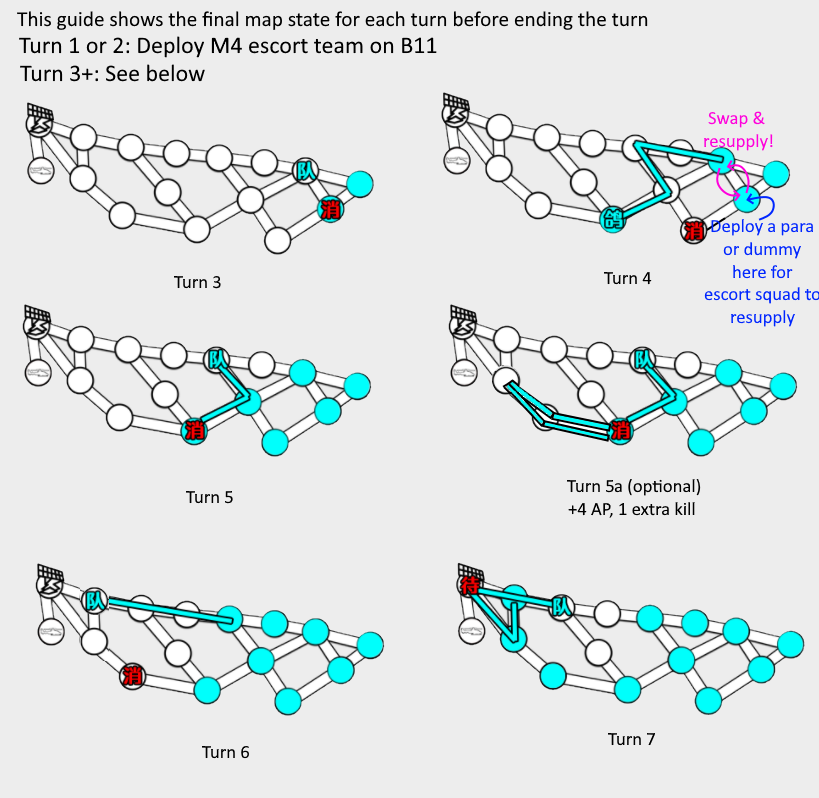 This guide shows the final map state for each turn before ending the turn
Turn 1 or 2: Deploy M4 escort team on B11
Turn 3+: See below
队
消
Turn 3
Swap &
resupply!
鸽
消
Deploy a para
or dummy
here for
escort squad to
resupply
Turn 4
队
消
Turn 5
队
消
Turn 5a (optional)
+4 AP, 1 extra kill
队
消
Turn 6
待
队
Turn 7